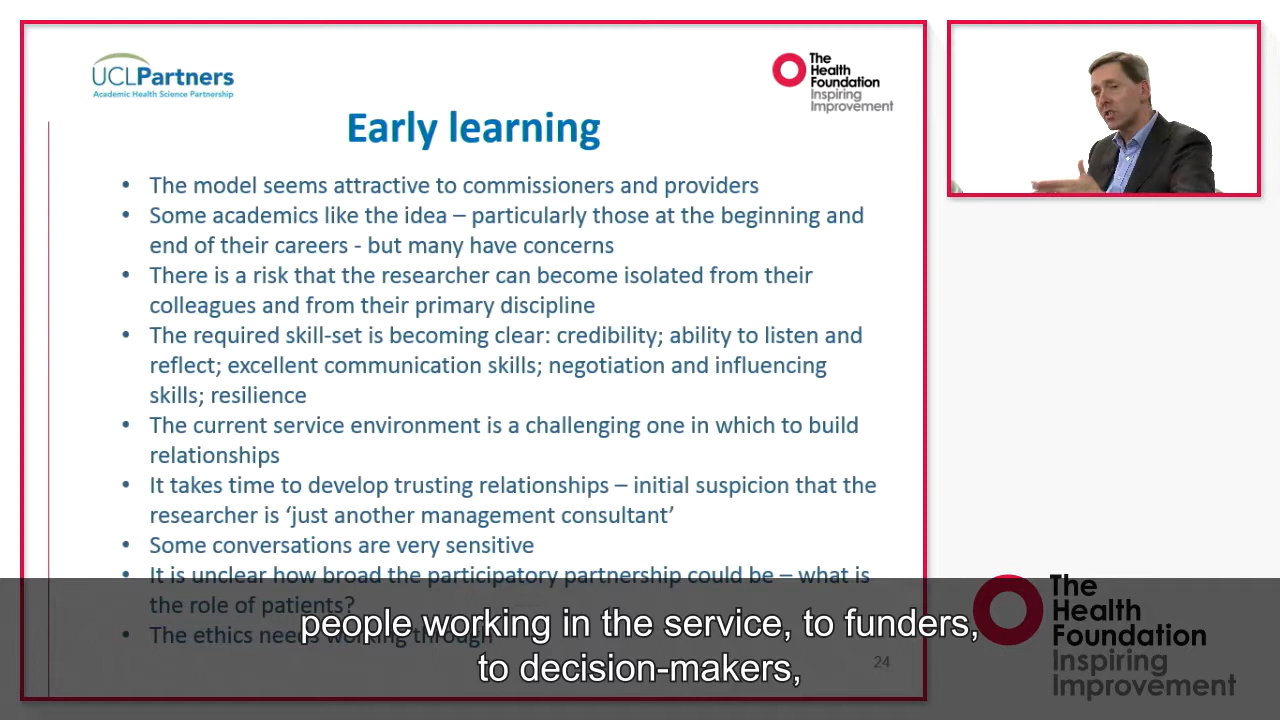 UCLPartners
Academic Health Science Partnership
The
Health
Foundation
Inspiring
Improvement
Early learning
• The model seems attractive to commissioners and providers
• Some academics like the idea – particularly those at the beginning and
end of their careers - but many have concerns
• There is a risk that the researcher can become isolated from their
colleagues and from their primary discipline
• The required skill-set is becoming clear: credibility; ability to listen and
reflect; excellent communication skills; negotiation and influencing
skills; resilience
• The current service environment is a challenging one in which to build
relationships
• It takes time to develop trusting relationships – initial suspicion that the
researcher is ‘just another management consultant’
• Some conversations are very sensitive
• It is unclear how broad the participatory partnership could be – what is
the role of patients?
• The ethics needs working through
24
people working in the service, to funders,
to decision-makers,
The
Health
Foundation
Inspiring
Improvement